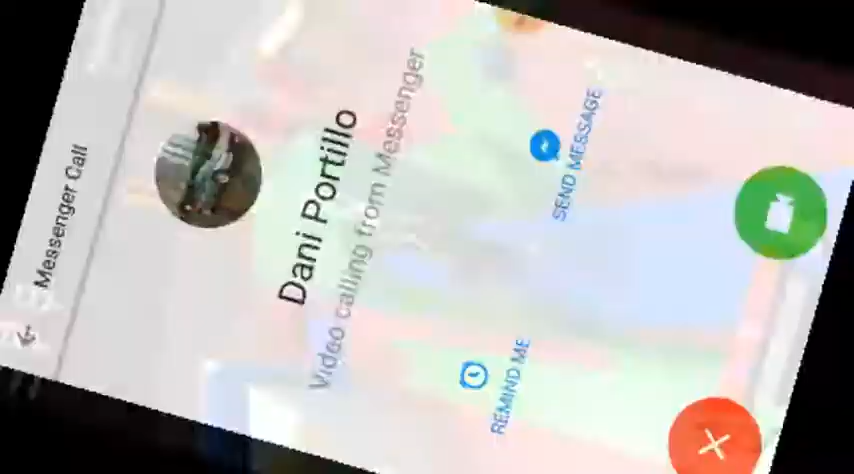 Messenger Call
Dani Portillo
Video calling from Messenger
REMIND ME
SEND MESSAGE